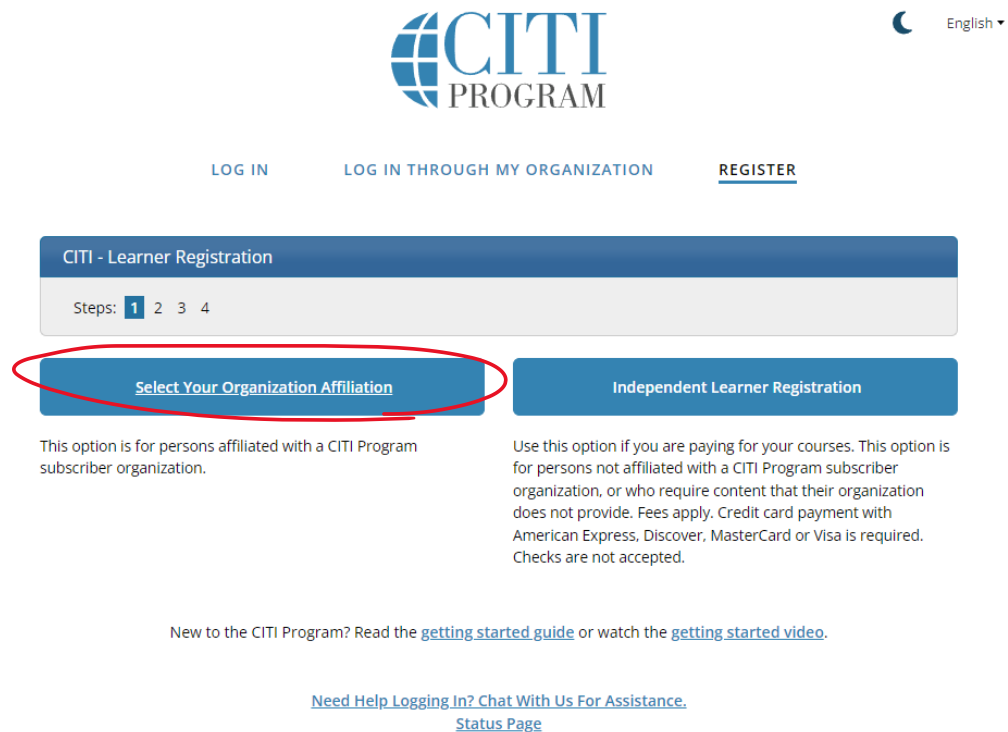 CITI
PROGRAM
English
LOG IN
LOG IN THROUGH MY ORGANIZATION
REGISTER
CITI - Learner Registration
Steps: 1 2 3 4
Select Your Organization Affiliation
This option is for persons affiliated with a CITI Program
subscriber organization.
Independent Learner Registration
Use this option if you are paying for your courses. This option is
for persons not affiliated with a CITI Program subscriber
organization, or who require content that their organization
does not provide. Fees apply. Credit card payment with
American Express, Discover, MasterCard or Visa is required.
Checks are not accepted.
New to the CITI Program? Read the getting started guide or watch the getting started video.
Need Help Logging In? Chat With Us For Assistance.
Status Page